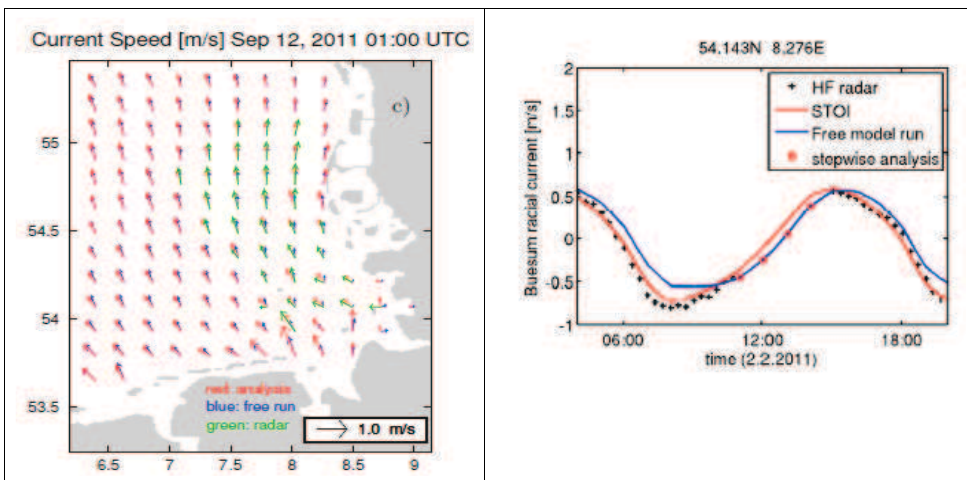 Current Speed [m/s] Sep 12, 2011 01:00 UTC
c)
55
54.5
54
53.5
red: analysis
blue: free run
green: radar
1.0 m/s
6.5 7 7.5 8 8.5 9
54.143N 8.276E
Buesum racial current [m/s]
2
1.5
1
0.5
0
-0.5
-1
HF radar
STOI
Free model run
stepwise analysis
06:00 12:00 18:00
time (2.2.2011)